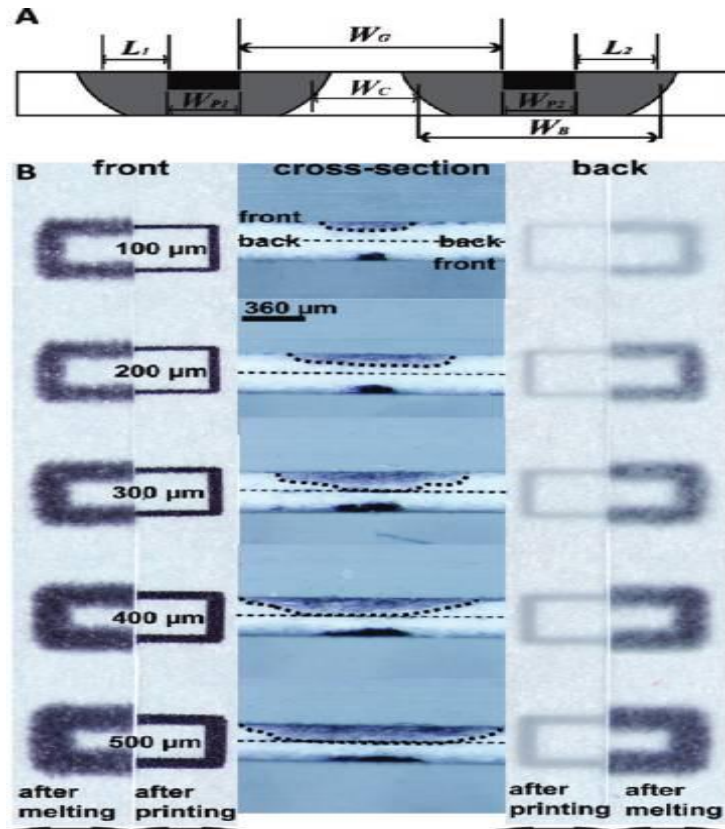 A
L1 WG L2
WP1 WC WP2
WB
B front cross-section back
front
100 µm back back
front
360 µm
200 µm
300 µm
400 µm
500 µm
after after after after
melting printing printing melting